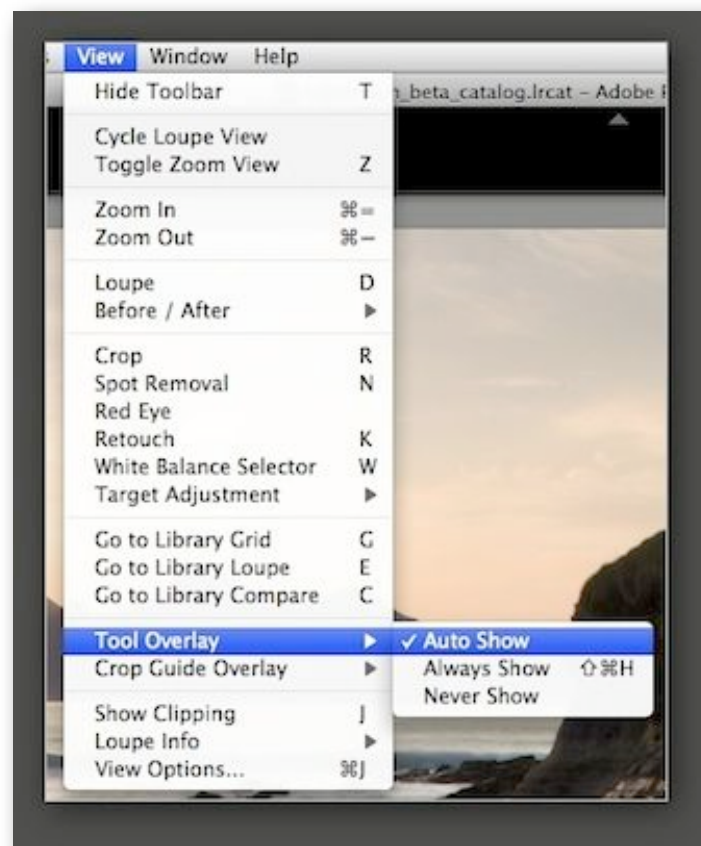 View Window Help
_beta_catalog.lrcat – Adobe
Hide Toolbar T
Cycle Loupe View
Toggle Zoom View Z
Zoom In ⌘=
Zoom Out ⌘–
Loupe D
Before / After ▶
Crop R
Spot Removal N
Red Eye
Retouch K
White Balance Selector W
Target Adjustment ▶
Go to Library Grid G
Go to Library Loupe E
Go to Library Compare C
Tool Overlay ▶ ✓ Auto Show
Crop Guide Overlay ▶ Always Show ⇧⌘H
Never Show
Show Clipping J
Loupe Info ▶
View Options... ⌘J